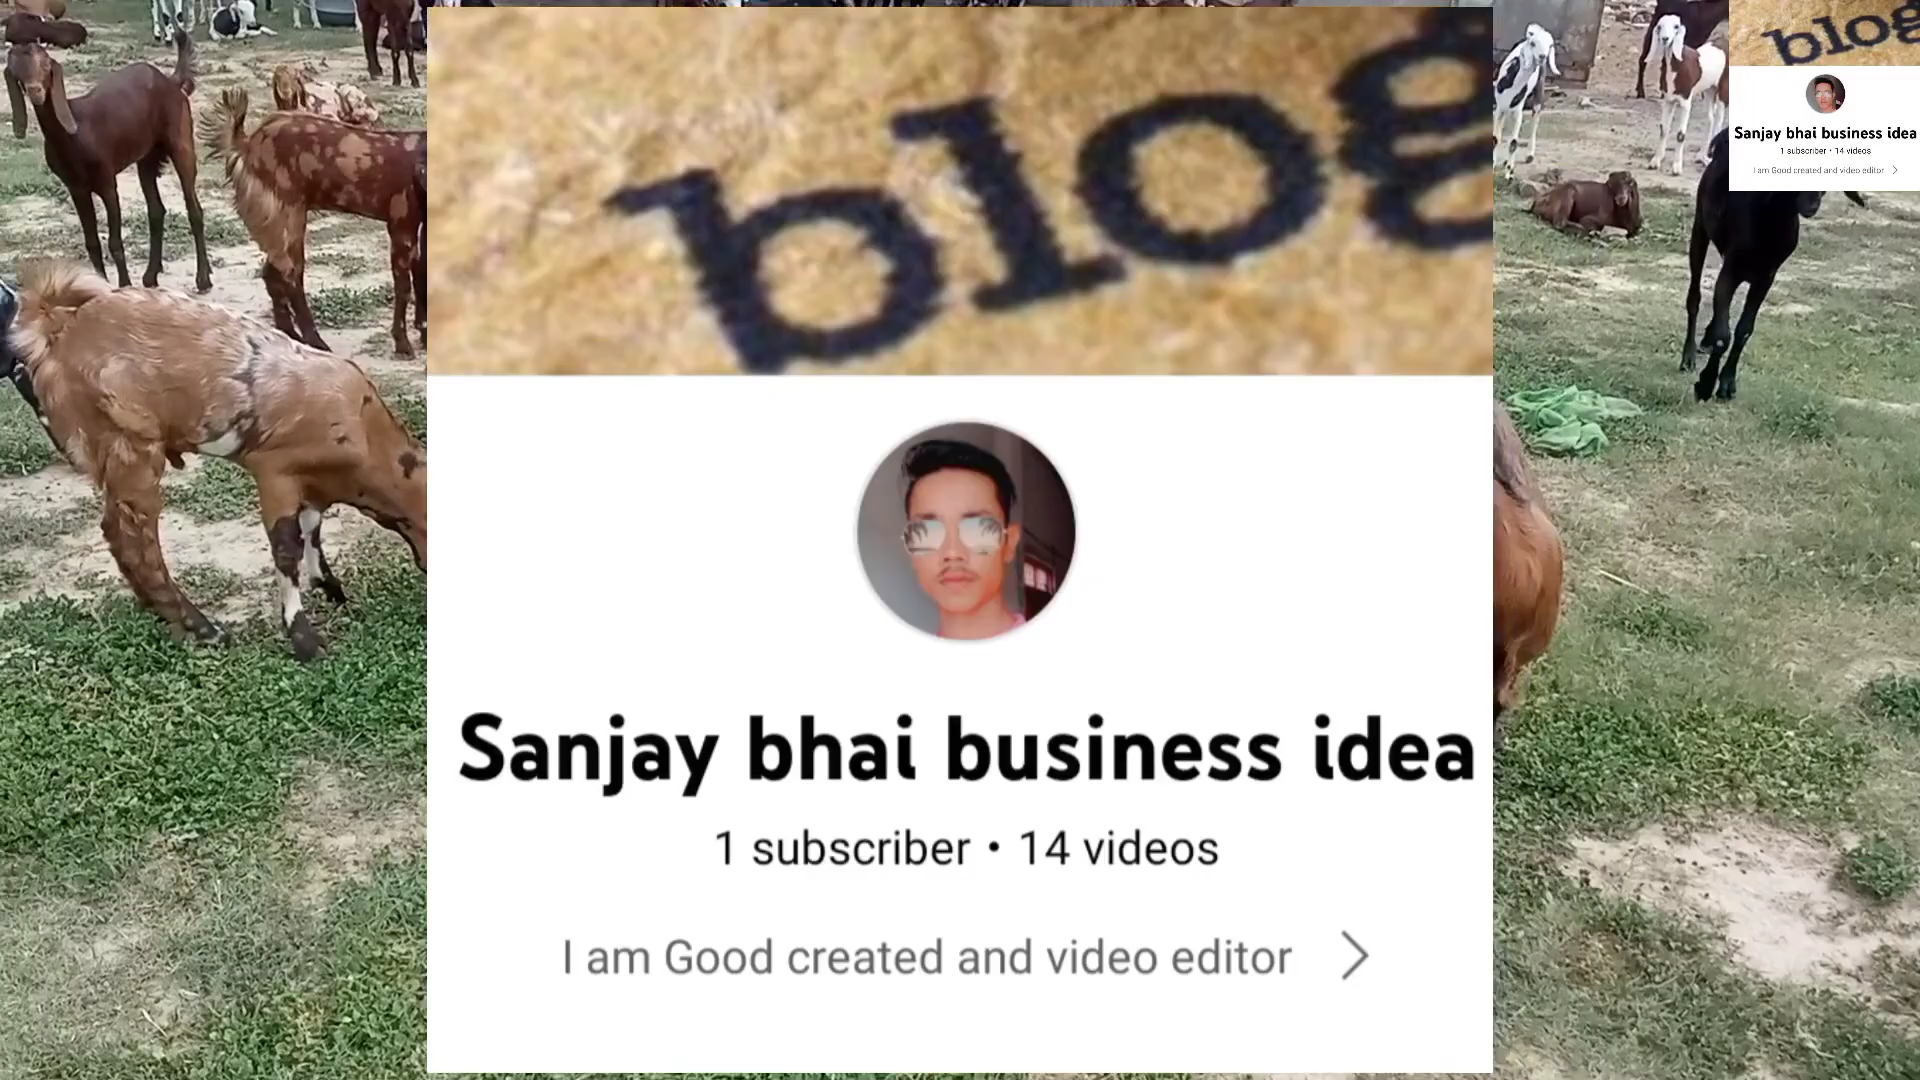 blog
Sanjay bhai business idea
1 subscriber • 14 videos
I am Good created and video editor
blog
Sanjay bhai business idea
1 subscriber • 14 videos
I am Good created and video editor